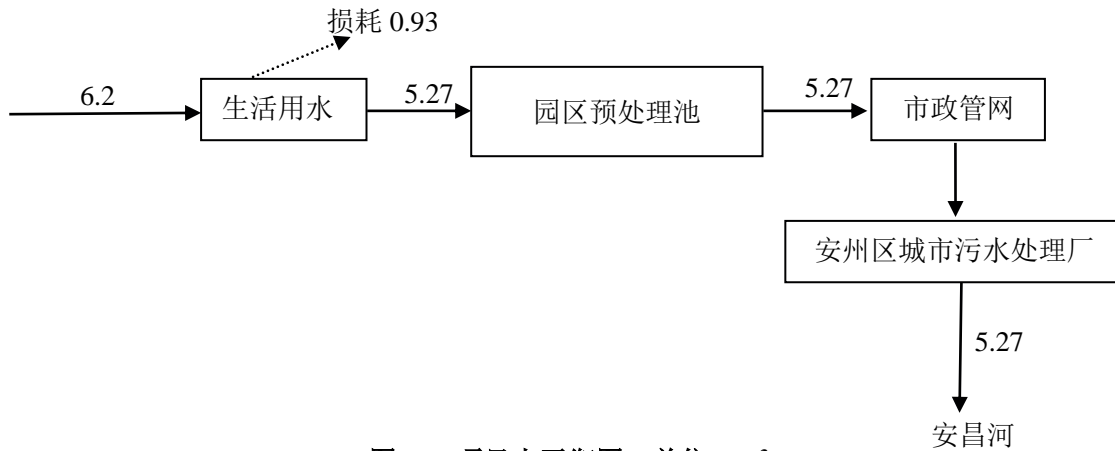 损耗 0.93
6.2
生活用水
5.27
园区预处理池
5.27
市政管网
安州区城市污水处理厂
5.27
安昌河